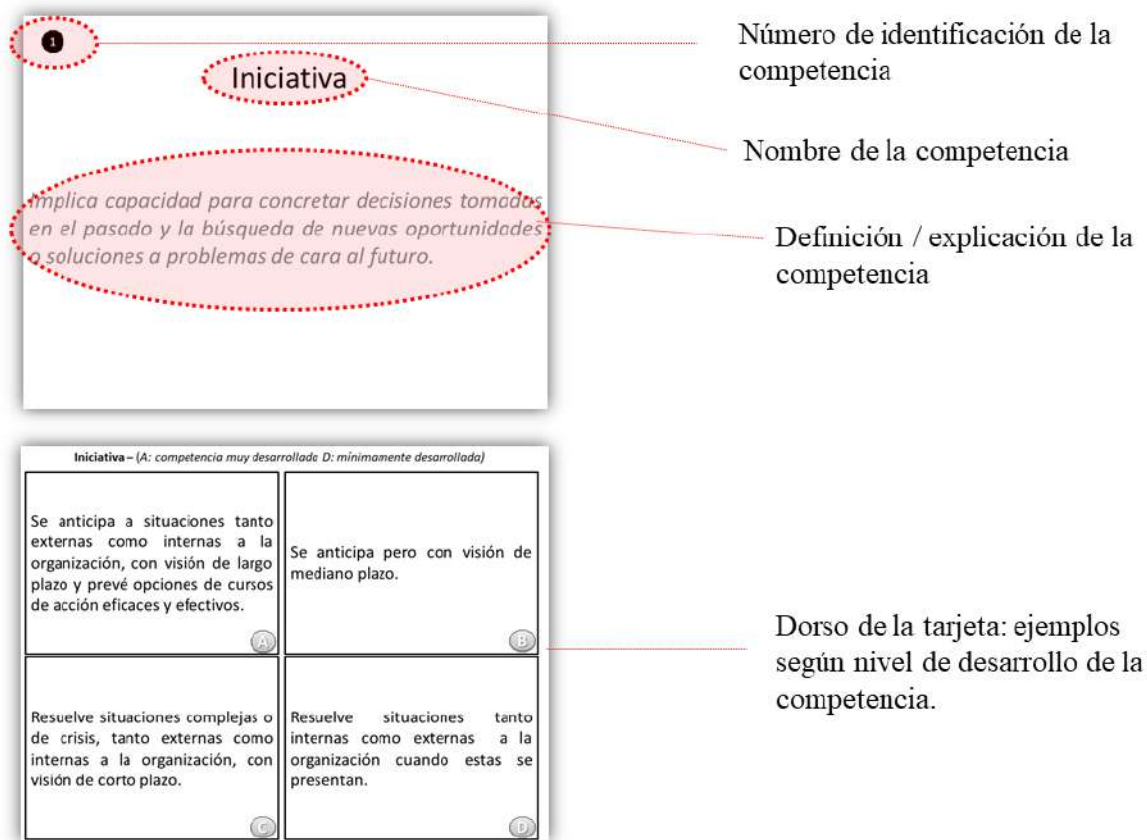 1
Iniciativa
Implica capacidad para concretar decisiones tomadas
en el pasado y la búsqueda de nuevas oportunidades
o soluciones a problemas de cara al futuro.
Número de identificación de la
competencia
Nombre de la competencia
Definición / explicación de la
competencia
Iniciativa – (A: competencia muy desarrollada D: mínimamente desarrollada)
Se anticipa a situaciones tanto
externas como internas a la
organización, con visión de largo
plazo y prevé opciones de cursos
de acción eficaces y efectivos.
A
Se anticipa pero con visión de
mediano plazo.
B
Resuelve situaciones complejas o
de crisis, tanto externas como
internas a la organización, con
visión de corto plazo.
C
Resuelve situaciones tanto
internas como externas a la
organización cuando estas se
presentan.
D
Dorso de la tarjeta: ejemplos
según nivel de desarrollo de la
competencia.